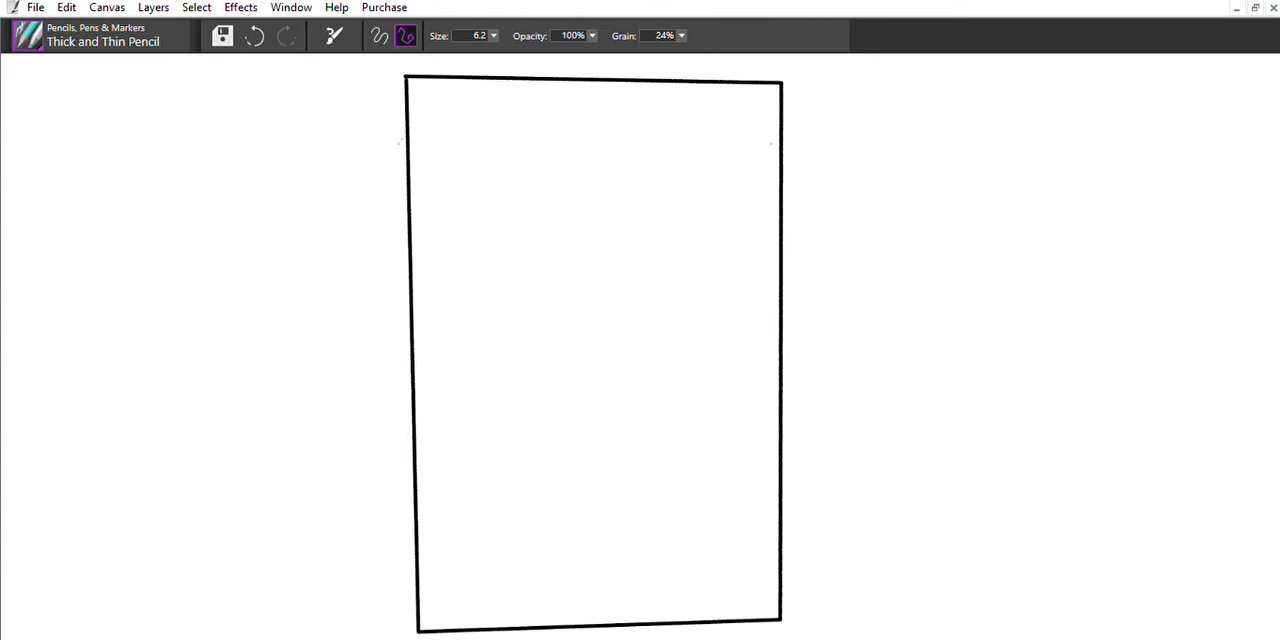 File Edit Canvas Layers Select Effects Window Help Purchase
Pencils, Pens & Markers
Thick and Thin Pencil
Size: 6.2 Opacity: 100% Grain: 24%